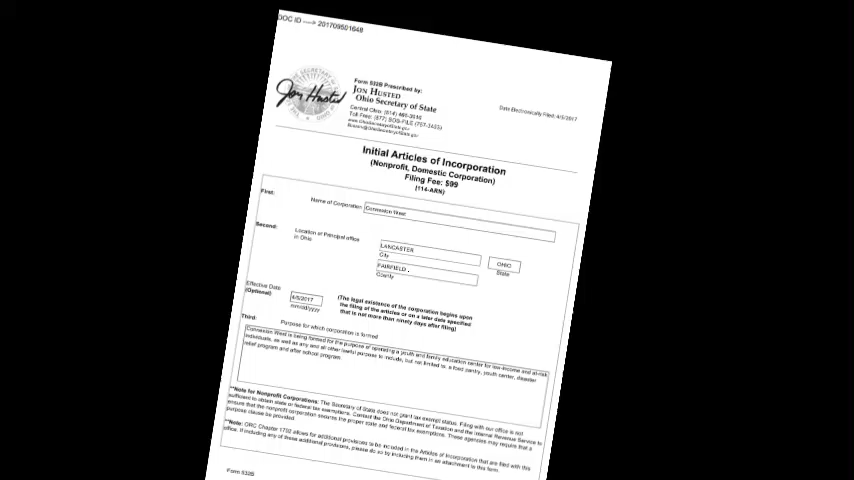 DOC ID ----> 201709501648
Form 532B Prescribed by:
JON HUSTED
Ohio Secretary of State
Central Ohio: (614) 466-3910
Toll Free: (877) SOS-FILE (767-3453)
www.OhioSecretaryofState.gov
Busserv@OhioSecretaryofState.gov
Date Electronically Filed: 4/5/2017
Initial Articles of Incorporation
(Nonprofit, Domestic Corporation)
Filing Fee: $99
(114-ARN)
First:
Name of Corporation
Connexion West
Second:
Location of Principal office
in Ohio
LANCASTER
City
OHIO
State
FAIRFIELD
County
Effective Date
(Optional)
4/5/2017
mm/dd/yyyy
(The legal existence of the corporation begins upon
the filing of the articles or on a later date specified
that is not more than ninety days after filing)
Third:
Purpose for which corporation is formed
Connexion West is being formed for the purpose of operating a youth and family education center for low-income and at-risk
individuals, as well as any and all other lawful purpose to include, but not limited to: a food pantry, youth center, disaster
relief program and after school program.
**Note for Nonprofit Corporations: The Secretary of State does not grant tax exempt status. Filing with our office is not
sufficient to obtain state or federal tax exemptions. Contact the Ohio Department of Taxation and the Internal Revenue Service to
ensure that the nonprofit corporation secures the proper state and federal tax exemptions. These agencies may require that a
purpose clause be provided.
**Note: ORC Chapter 1702 allows for additional provisions to be included in the Articles of Incorporation that are filed with this
office. If including any of these additional provisions, please do so by including them in an attachment to this form.
Form 532B